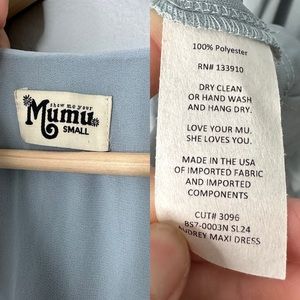 show me your
Mumu
SMALL
100% Polyester
RN# 133910
DRY CLEAN
OR HAND WASH
AND HANG DRY.
LOVE YOUR MU.
SHE LOVES YOU.
MADE IN THE USA
OF IMPORTED FABRIC
AND IMPORTED
COMPONENTS
CUT# 3096
BS7-0003N SL24
AUDREY MAXI DRESS